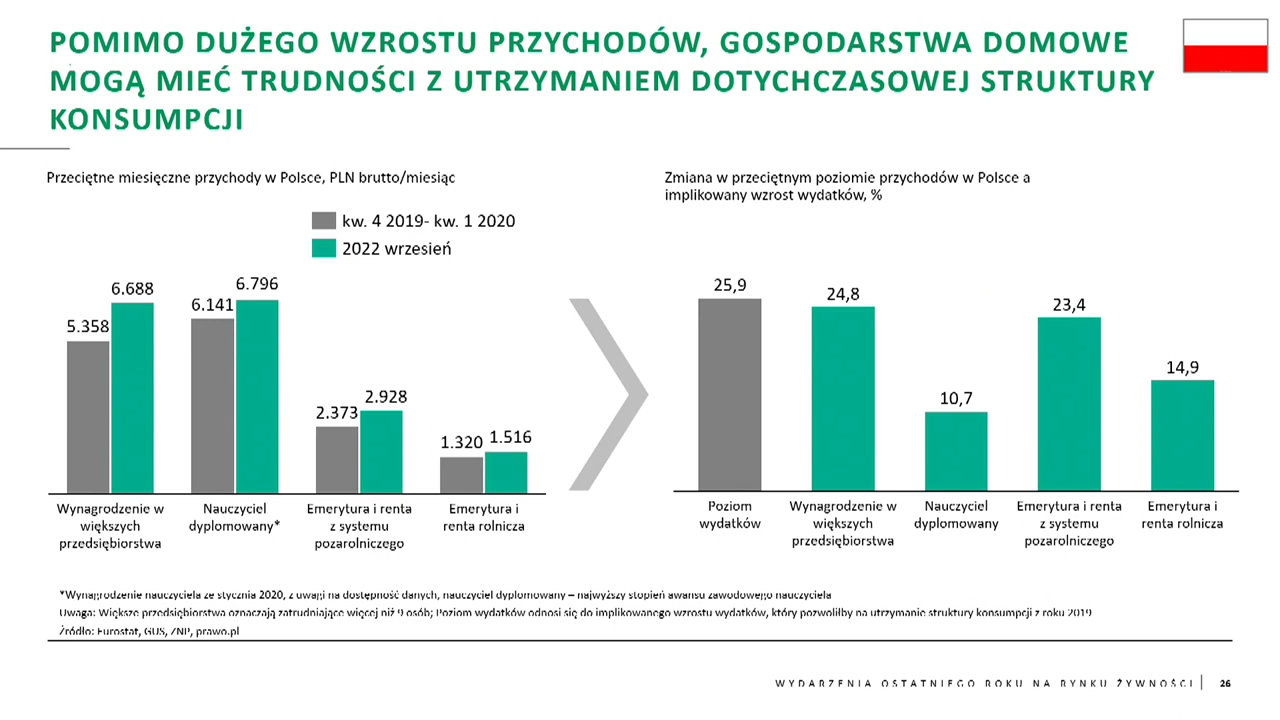 POMIMO DUŻEGO WZROSTU PRZYCHODÓW, GOSPODARSTWA DOMOWE
MOGĄ MIEĆ TRUDNOŚCI Z UTRZYMANIEM DOTYCHCZASOWEJ STRUKTURY
KONSUMPCJI
Przeciętne miesięczne przychody w Polsce, PLN brutto/miesiąc
kw. 4 2019- kw. 1 2020
2022 wrzesień
5.358
6.688
6.141
6.796
2.373
2.928
1.320
1.516
Wynagrodzenie w
większych
przedsiębiorstwa
Nauczyciel
dyplomowany*
Emerytura i renta
z systemu
pozarolniczego
Emerytura i
renta rolnicza
Zmiana w przeciętnym poziomie przychodów w Polsce a
implikowany wzrost wydatków, %
25,9
24,8
10,7
23,4
14,9
Poziom
wydatków
Wynagrodzenie w
większych
przedsiębiorstwa
Nauczyciel
dyplomowany
Emerytura i renta
z systemu
pozarolniczego
Emerytura i
renta rolnicza
*Wynagrodzenie nauczyciela ze stycznia 2020, z uwagi na dostępność danych, nauczyciel dyplomowany – najwyższy stopień awansu zawodowego nauczyciela
Uwaga: Większe przedsiębiorstwa oznaczają zatrudniające więcej niż 9 osób; Poziom wydatków odnosi się do implikowanego wzrostu wydatków, który pozwoliłby na utrzymanie struktury konsumpcji z roku 2019
Źródło: Eurostat, GUS, ZNP, prawo.pl
WYDARZENIA OSTATNIEGO ROKU NA RYNKU ŻYWNOŚCI | 26